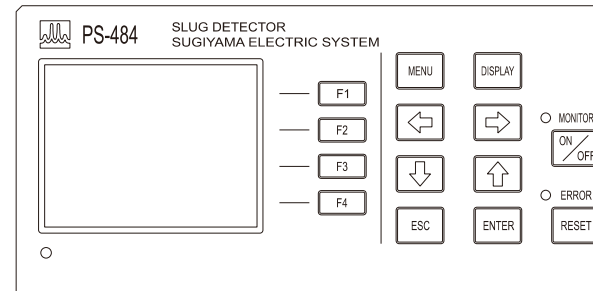 PS-484
SLUG DETECTOR
SUGIYAMA ELECTRIC SYSTEM
MENU
DISPLAY
F1
F2
F3
F4
MONITOR
ON/OFF
ERROR
ESC
ENTER
RESET